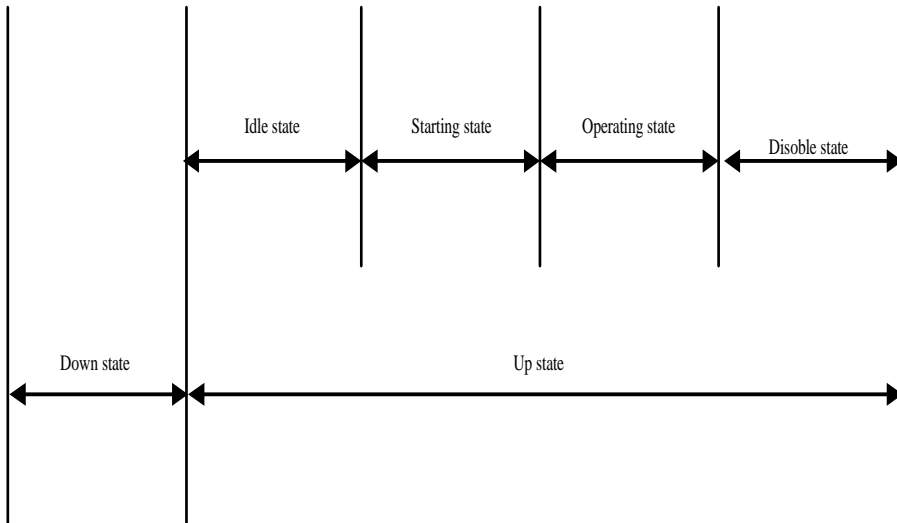 Idle state
Starting state
Operating state
Disoble state
Down state
Up state